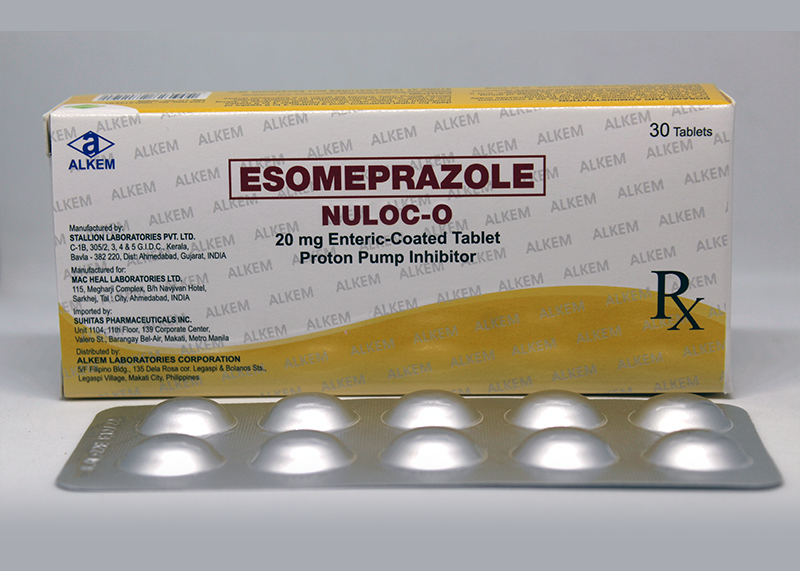 30 Tablets
a
ALKEM
ESOMEPRAZOLE
NULOC-O
20 mg Enteric-Coated Tablet
Proton Pump Inhibitor
Manufactured by:
STALLION LABORATORIES PVT. LTD.
C-1B, 305/2, 3, 4 & 5 G.I.D.C., Kerala,
Bavla - 382 220, Dist: Ahmedabad, Gujarat, INDIA
Manufactured for:
MAC HEAL LABORATORIES LTD.
115, Megharji Complex, B/h Navjivan Hotel,
Sarkhej, Tal : City, Ahmedabad, INDIA
Imported by:
SUHITAS PHARMACEUTICALS INC.
Unit 1104, 11th Floor, 139 Corporate Center,
Valero St., Barangay Bel-Air, Makati, Metro Manila
Distributed by:
ALKEM LABORATORIES CORPORATION
5/F Filipino Bldg., 135 Dela Rosa cor. Legaspi & Bolanos Sts.,
Legaspi Village, Makati City, Philippines
Rx